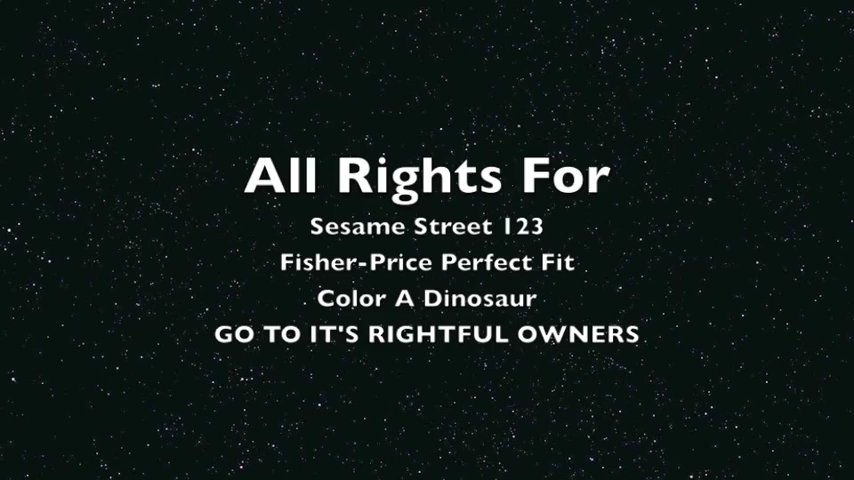 All Rights For
Sesame Street 123
Fisher-Price Perfect Fit
Color A Dinosaur
GO TO IT'S RIGHTFUL OWNERS